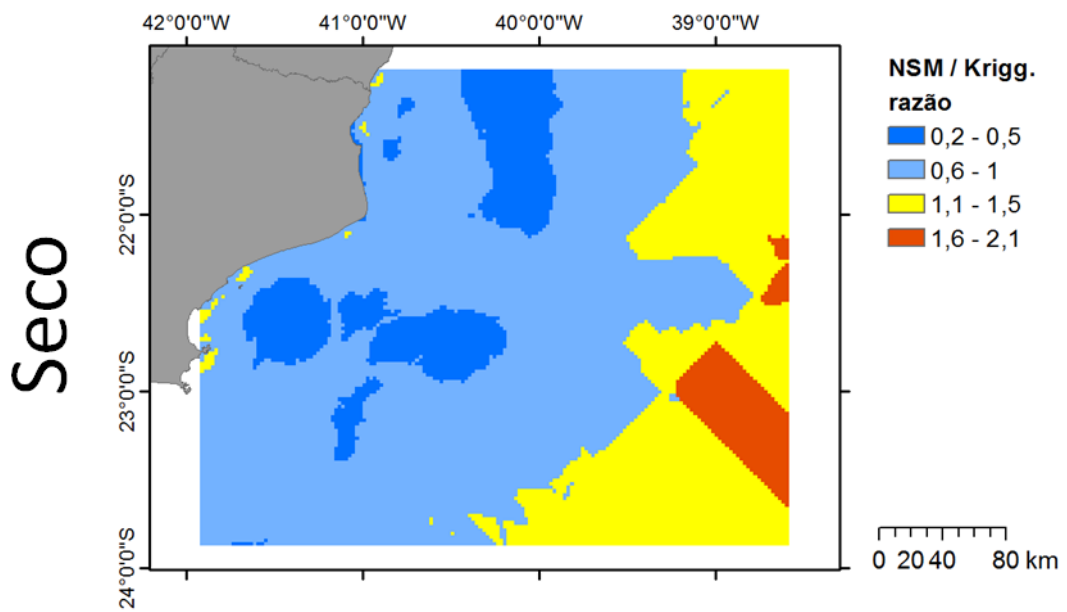 42°0'0"W 41°0'0"W 40°0'0"W 39°0'0"W
Seco
22°0'0"S
23°0'0"S
24°0'0"S
NSM / Krigg.
razão
0,2 - 0,5
0,6 - 1
1,1 - 1,5
1,6 - 2,1
0 20 40 80 km